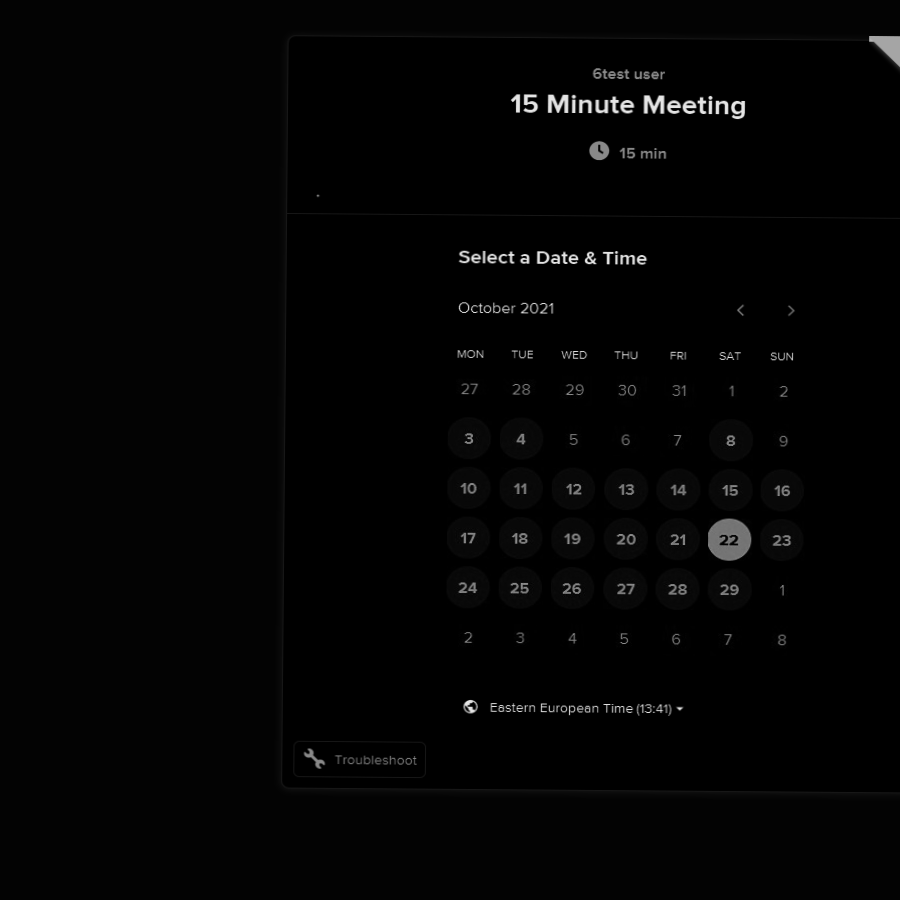 6test user
15 Minute Meeting
15 min
Select a Date & Time
October 2021
MON TUE WED THU FRI SAT SUN
27 28 29 30 31 1 2
3 4 5 6 7 8 9
10 11 12 13 14 15 16
17 18 19 20 21 22 23
24 25 26 27 28 29 1
2 3 4 5 6 7 8
Eastern European Time (13:41)
Troubleshoot